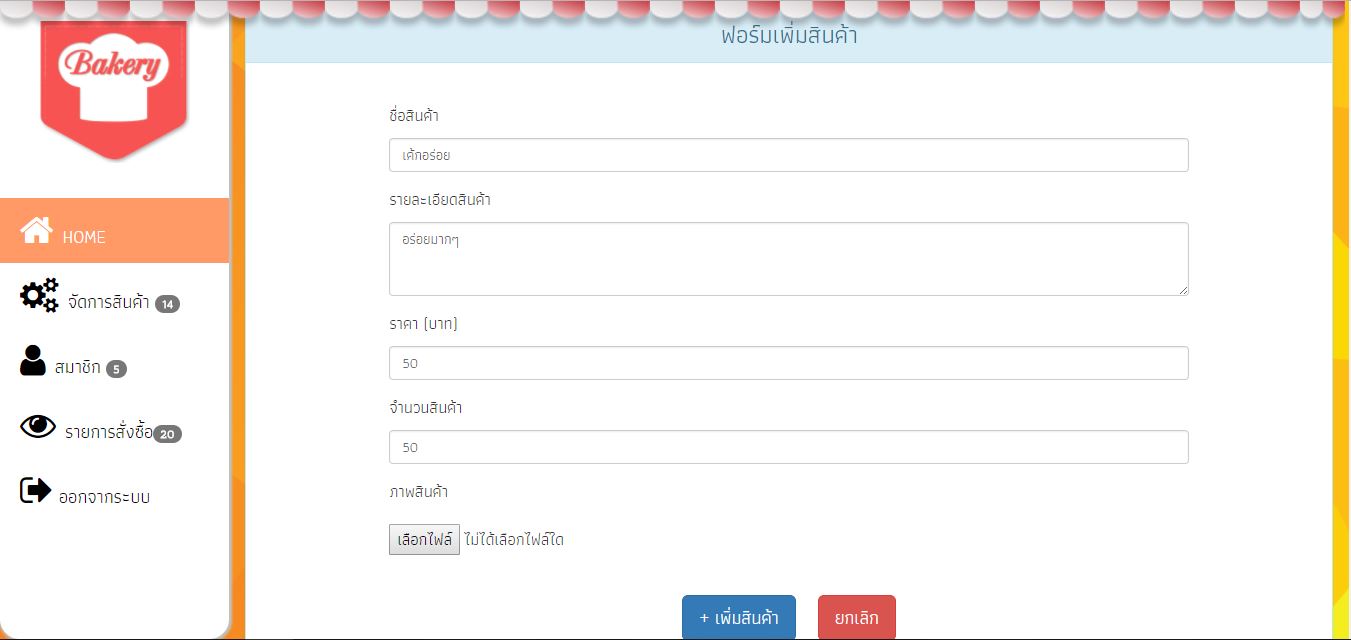 ฟอร์มเพิ่มสินค้า
Bakery
HOME
จัดการสินค้า 14
สมาชิก 5
รายการสั่งซื้อ 20
ออกจากระบบ
ชื่อสินค้า
เค้กอร่อย
รายละเอียดสินค้า
อร่อยมากๆ
ราคา (บาท)
50
จำนวนสินค้า
50
ภาพสินค้า
เลือกไฟล์ ไม่ได้เลือกไฟล์ใด
+ เพิ่มสินค้า ยกเลิก